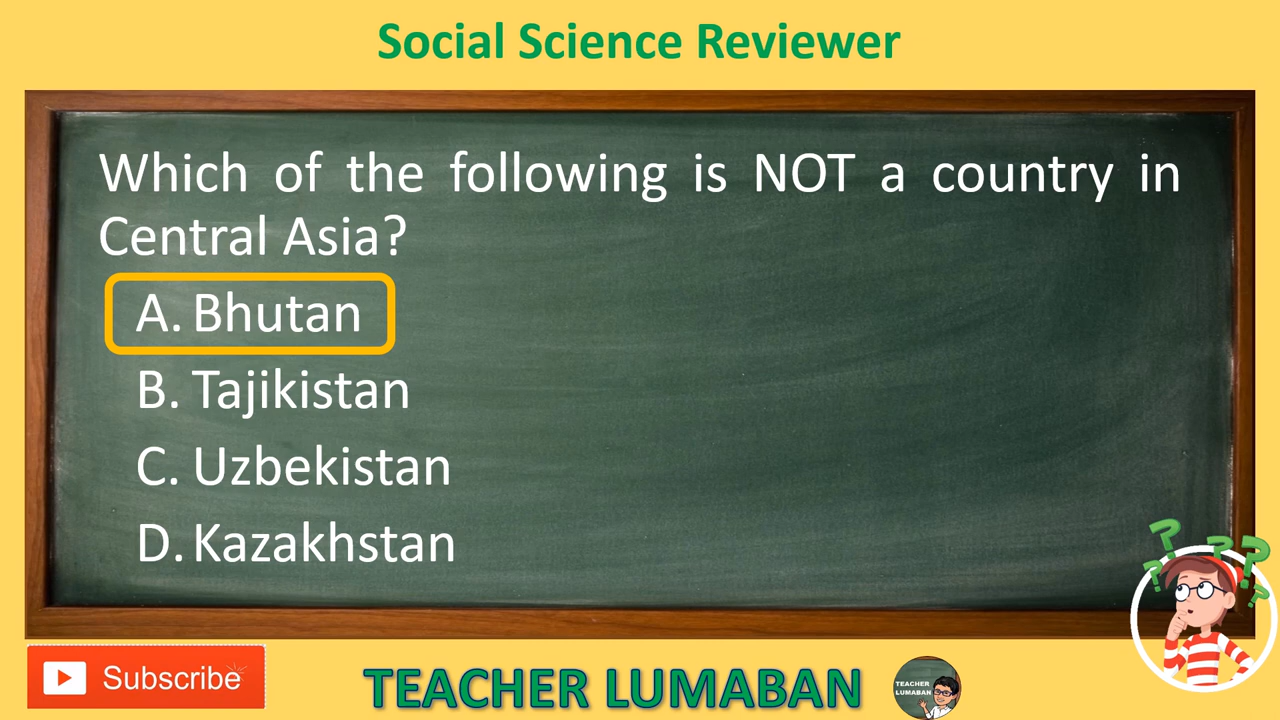 Social Science Reviewer
Which of the following is NOT a country in
Central Asia?
A. Bhutan
B. Tajikistan
C. Uzbekistan
D. Kazakhstan
Subscribe
TEACHER LUMABAN
TEACHER
LUMABAN